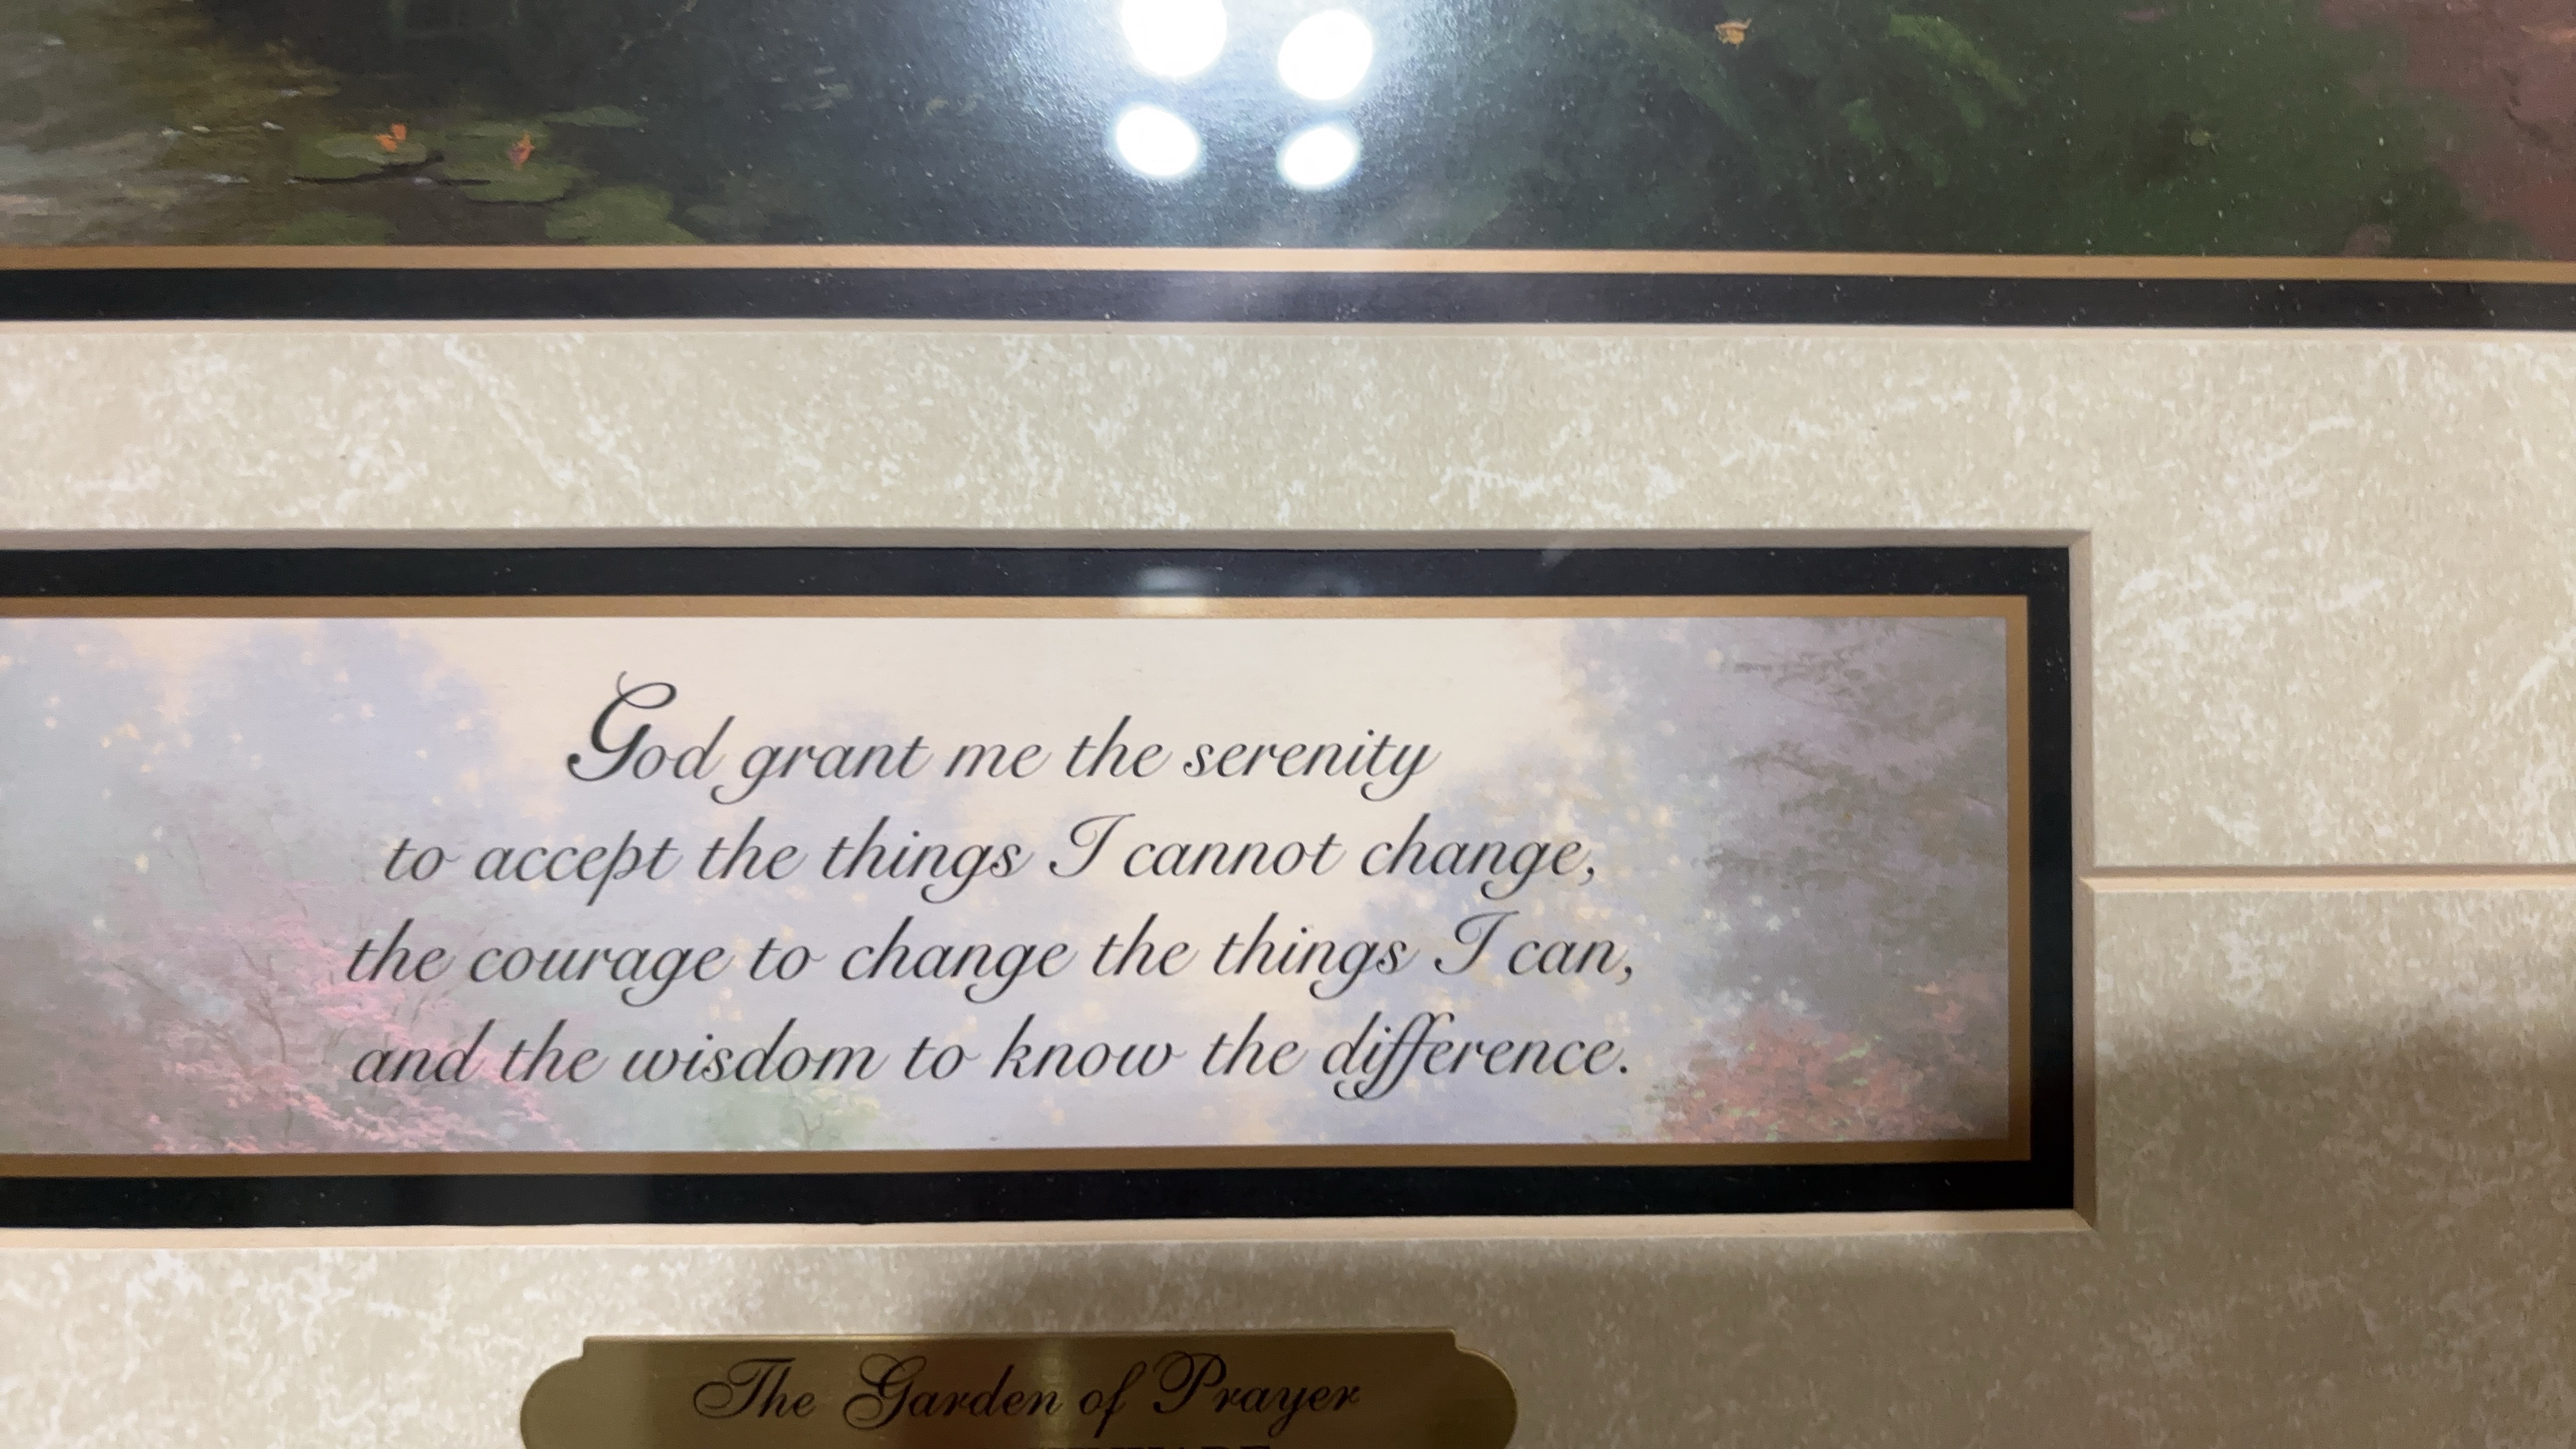 God grant me the serenity
to accept the things I cannot change,
the courage to change the things I can,
and the wisdom to know the difference.
The Garden of Prayer